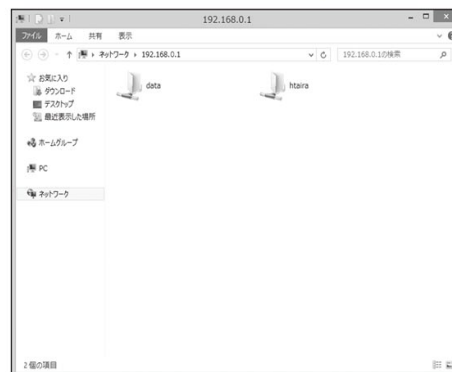 192.168.0.1
ファイル ホーム 共有 表示
ネットワーク 192.168.0.1 192.168.0.1の検索
お気に入り
ダウンロード
デスクトップ
最近表示した場所
ホームグループ
PC
ネットワーク
data htaira
2 個の項目